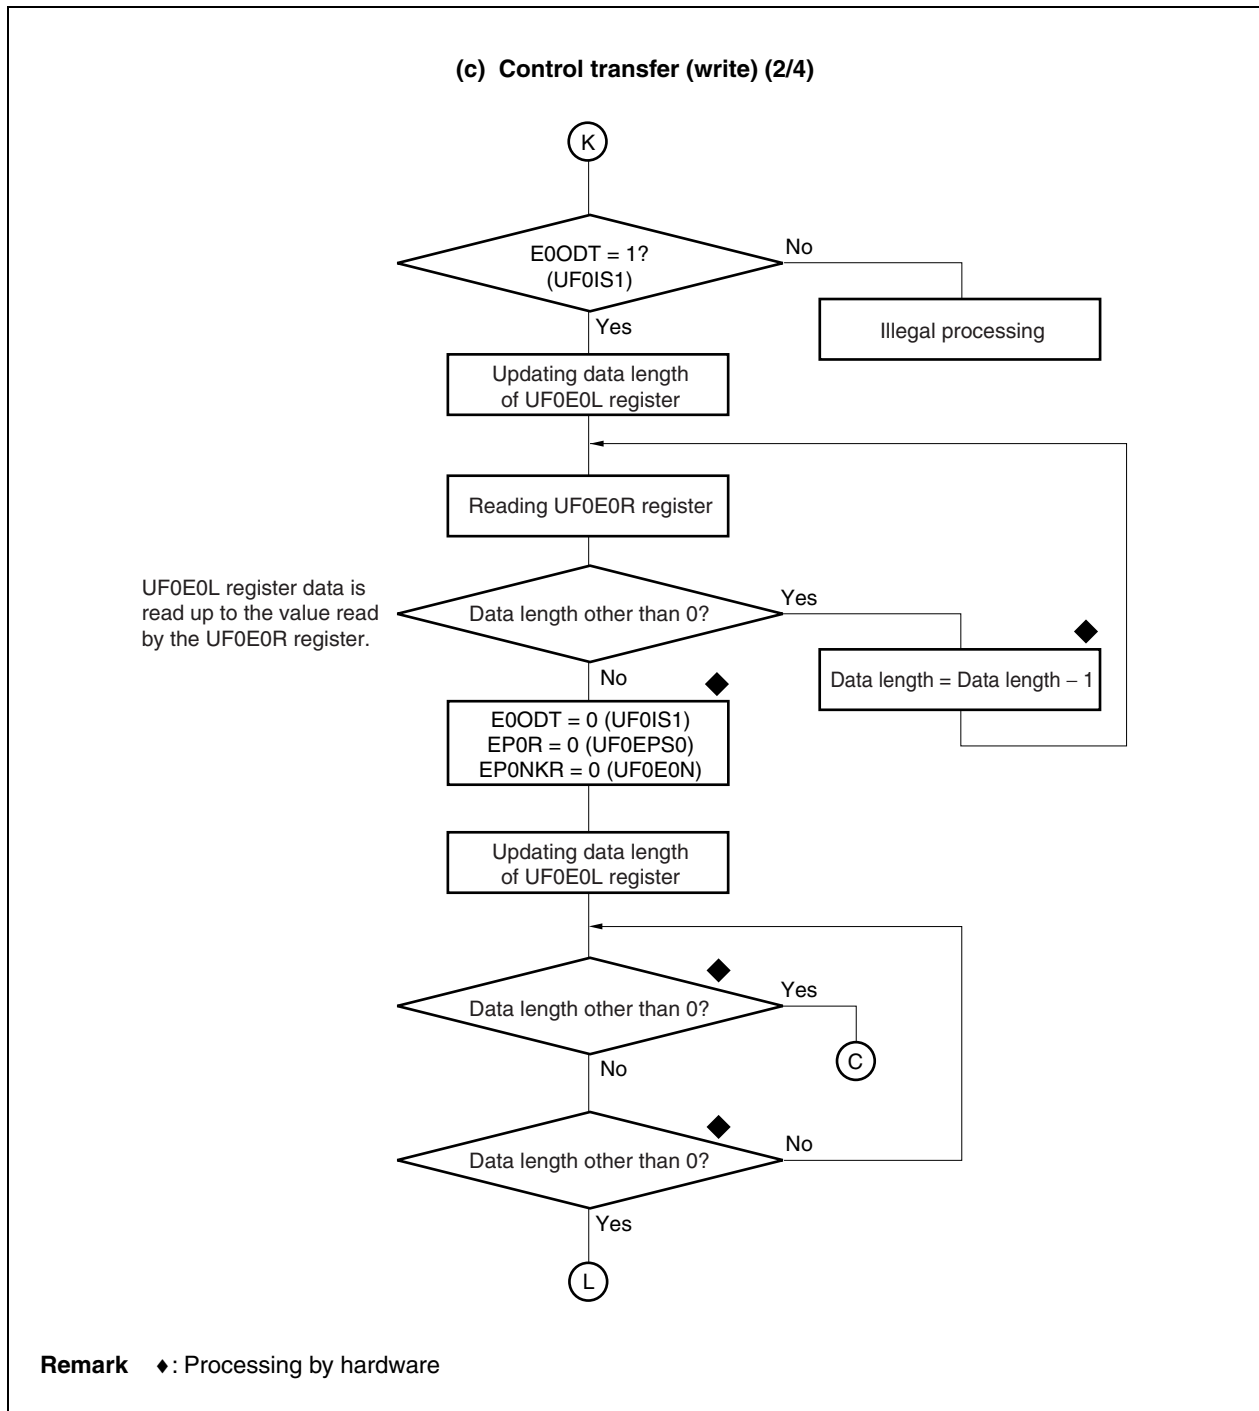 (c) Control transfer (write) (2/4)
K
E0ODT = 1?
(UF0IS1)
No
Illegal processing
Yes
Updating data length
of UF0E0L register
Reading UF0E0R register
UF0E0L register data is
read up to the value read
by the UF0E0R register.
Data length other than 0?
Yes
Data length = Data length − 1
No
E0ODT = 0 (UF0IS1)
EP0R = 0 (UF0EPS0)
EP0NKR = 0 (UF0E0N)
Updating data length
of UF0E0L register
Data length other than 0?
Yes
C
No
Data length other than 0?
No
Yes
L
Remark ♦: Processing by hardware